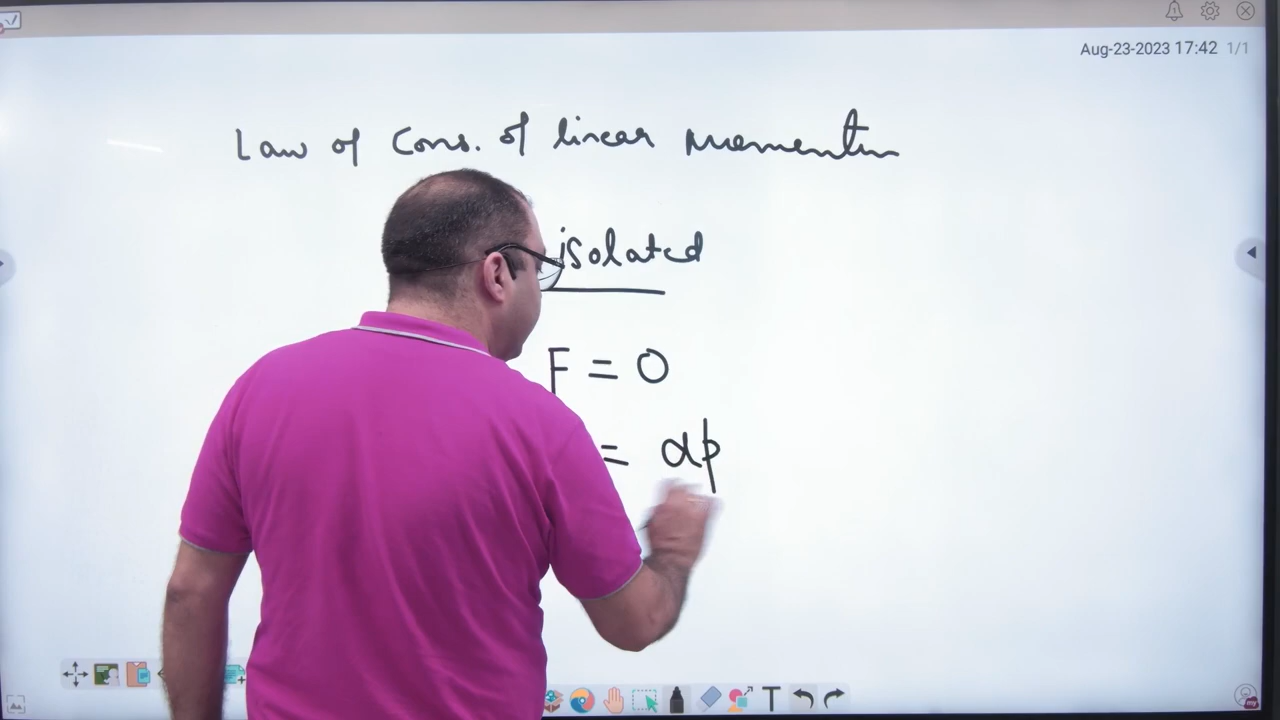 Aug-23-2023 17:42 1/1
Law of Cons. of linear momentum
isolated
F = 0
= dp
T